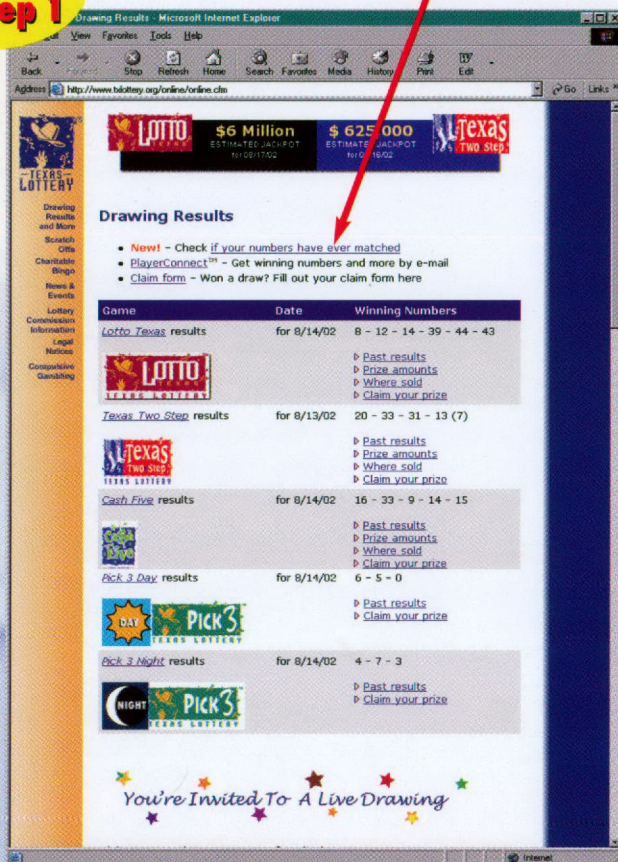 ep 1
Drawing Results - Microsoft Internet Explorer
View Favorites Tools Help
Back Stop Refresh Home Search Favorites Media History Print Edit
Address http://www.txlottery.org/online/online.cfm Go Links
TEXAS
LOTTERY
LOTTO
TEXAS
$6 Million
ESTIMATED JACKPOT
for 08/17/02
$ 625,000
ESTIMATED JACKPOT
for 08/16/02
Texas
Two Step
Drawing
Results
and More
Scratch
Offs
Charitable
Bingo
News &
Events
Lottery
Commission
Information
Legal
Notices
Compulsive
Gambling
Drawing Results
New! - Check if your numbers have ever matched
PlayerConnect™ - Get winning numbers and more by e-mail
Claim form - Won a draw? Fill out your claim form here
Game Date Winning Numbers
Lotto Texas results for 8/14/02 8 - 12 - 14 - 39 - 44 - 43
LOTTO
TEXAS LOTTERY
Past results
Prize amounts
Where sold
Claim your prize
Texas Two Step results for 8/13/02 20 - 33 - 31 - 13 (7)
Texas
TWO STEP
TEXAS LOTTERY
Past results
Prize amounts
Where sold
Claim your prize
Cash Five results for 8/14/02 16 - 33 - 9 - 14 - 15
Cash
Five
Past results
Prize amounts
Where sold
Claim your prize
Pick 3 Day results for 8/14/02 6 - 5 - 0
DAY PICK 3
TEXAS LOTTERY
Past results
Claim your prize
Pick 3 Night results for 8/14/02 4 - 7 - 3
NIGHT PICK 3
TEXAS LOTTERY
Past results
Claim your prize
You're Invited To A Live Drawing
Internet